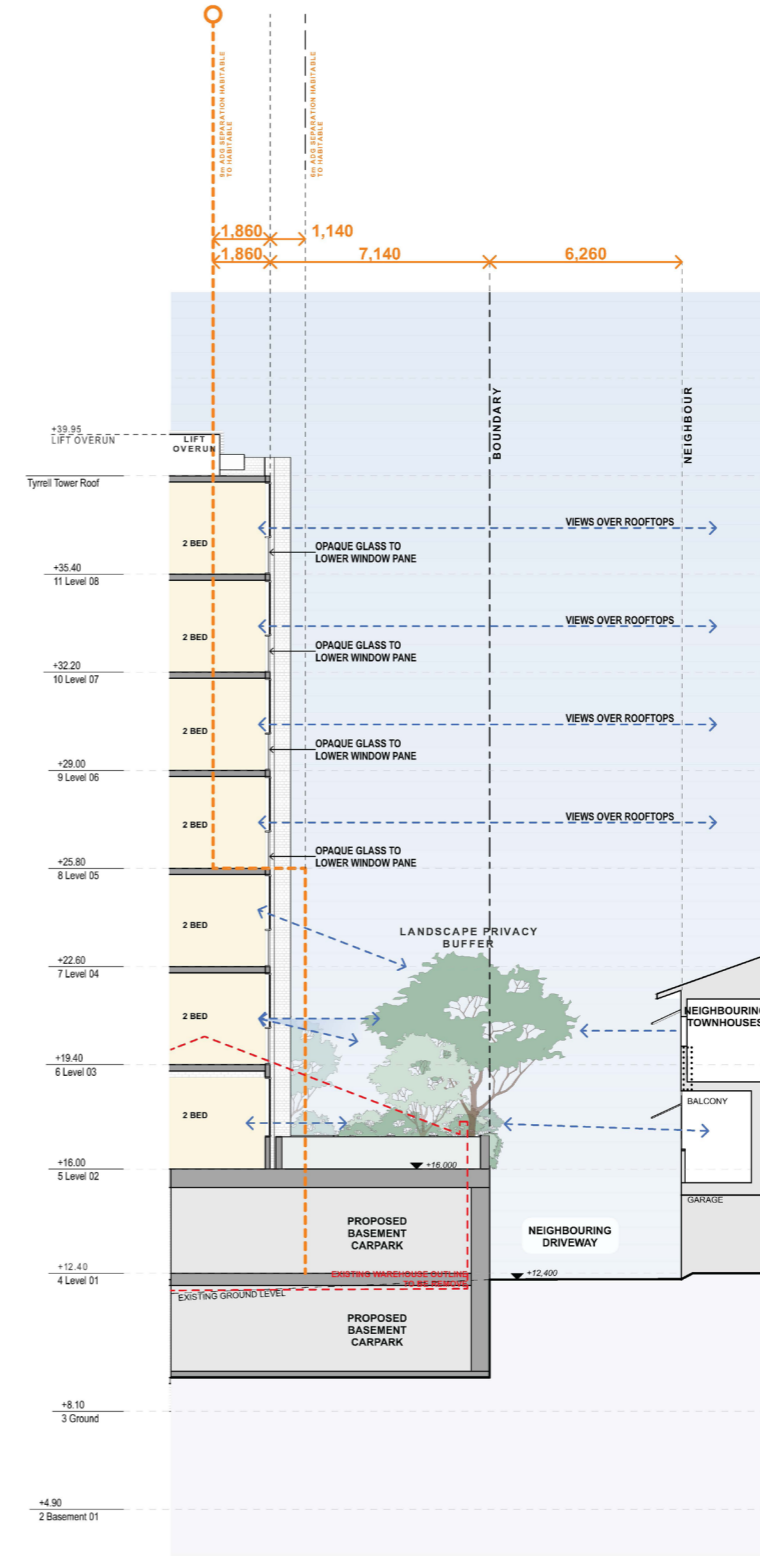 9m ADG SEPARATION HABITABLE
TO HABITABLE
6m ADG SEPARATION HABITABLE
TO HABITABLE
1,860
1,140
1,860
7,140
6,260
BOUNDARY
NEIGHBOUR
+39.95
LIFT OVERUN
LIFT
OVERUN
Tyrrell Tower Roof
2 BED
VIEWS OVER ROOFTOPS
OPAQUE GLASS TO
LOWER WINDOW PANE
+35.40
11 Level 08
2 BED
VIEWS OVER ROOFTOPS
OPAQUE GLASS TO
LOWER WINDOW PANE
+32.20
10 Level 07
2 BED
VIEWS OVER ROOFTOPS
OPAQUE GLASS TO
LOWER WINDOW PANE
+29.00
9 Level 06
2 BED
VIEWS OVER ROOFTOPS
OPAQUE GLASS TO
LOWER WINDOW PANE
+25.80
8 Level 05
2 BED
LANDSCAPE PRIVACY
BUFFER
+22.60
7 Level 04
2 BED
NEIGHBOURING
TOWNHOUSES
+19.40
6 Level 03
2 BED
BALCONY
+16.00
5 Level 02
+16.000
GARAGE
PROPOSED
BASEMENT
CARPARK
NEIGHBOURING
DRIVEWAY
+12.40
4 Level 01
EXISTING WAREHOUSE OUTLINE
TO BE REMOVE
+12,400
EXISTING GROUND LEVEL
PROPOSED
BASEMENT
CARPARK
+8.10
3 Ground
+4.90
2 Basement 01